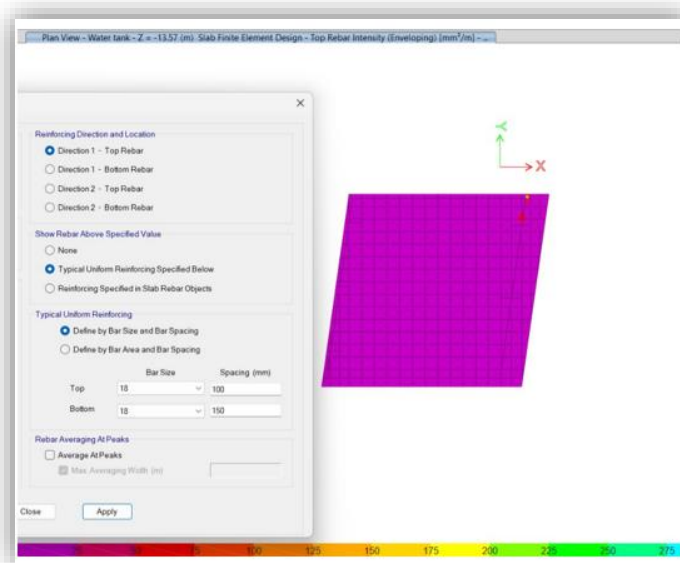 Plan View - Water tank - Z = -13.57 (m) Slab Finite Element Design - Top Rebar Intensity (Enveloping) [mm²/m] - ...
Y
X
Reinforcing Direction and Location
Direction 1 - Top Rebar
Direction 1 - Bottom Rebar
Direction 2 - Top Rebar
Direction 2 - Bottom Rebar
Show Rebar Above Specified Value
None
Typical Uniform Reinforcing Specified Below
Reinforcing Specified in Slab Rebar Objects
Typical Uniform Reinforcing
Define by Bar Size and Bar Spacing
Define by Bar Area and Bar Spacing
Bar Size Spacing (mm)
Top 18 100
Bottom 18 150
Rebar Averaging At Peaks
Average At Peaks
Max Averaging Width (m)
Close Apply
25 50 75 100 125 150 175 200 225 250 275